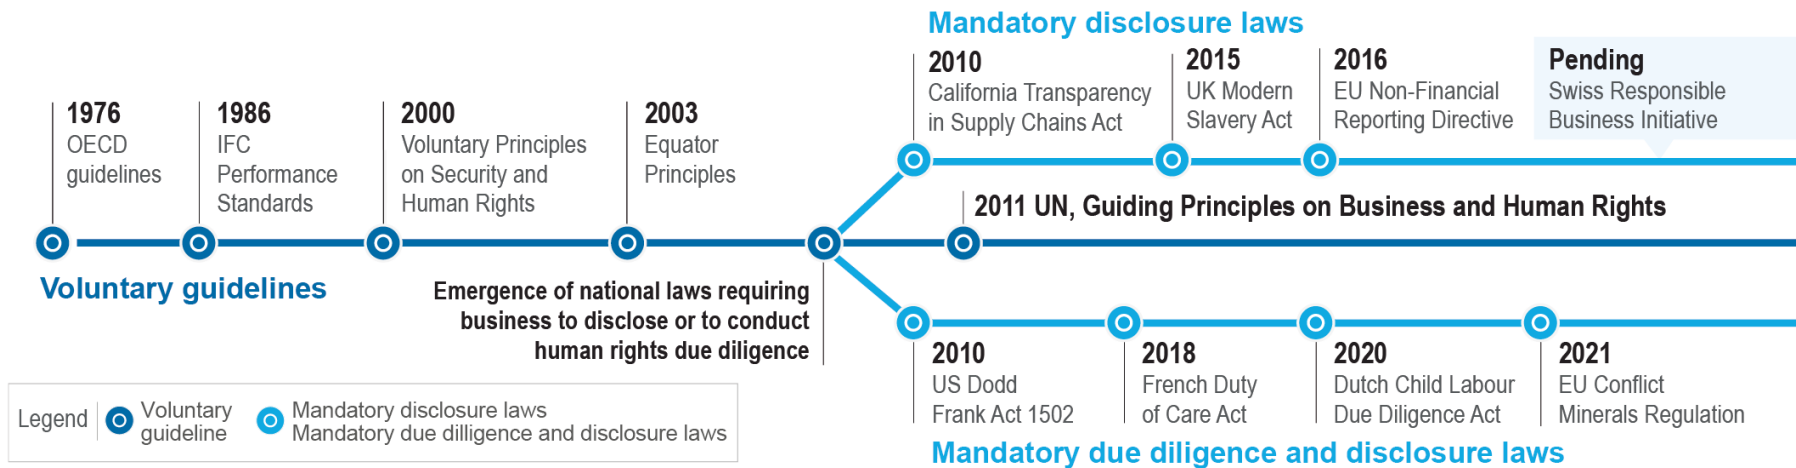 Mandatory disclosure laws
2010
California Transparency
in Supply Chains Act
2015
UK Modern
Slavery Act
2016
EU Non-Financial
Reporting Directive
Pending
Swiss Responsible
Business Initiative
1976
OECD
guidelines
1986
IFC
Performance
Standards
2000
Voluntary Principles
on Security and
Human Rights
2003
Equator
Principles
2011 UN, Guiding Principles on Business and Human Rights
Voluntary guidelines
Emergence of national laws requiring
business to disclose or to conduct
human rights due diligence
2010
US Dodd
Frank Act 1502
2018
French Duty
of Care Act
2020
Dutch Child Labour
Due Diligence Act
2021
EU Conflict
Minerals Regulation
Mandatory due diligence and disclosure laws
Legend
Voluntary
guideline
Mandatory disclosure laws
Mandatory due dilligence and disclosure laws